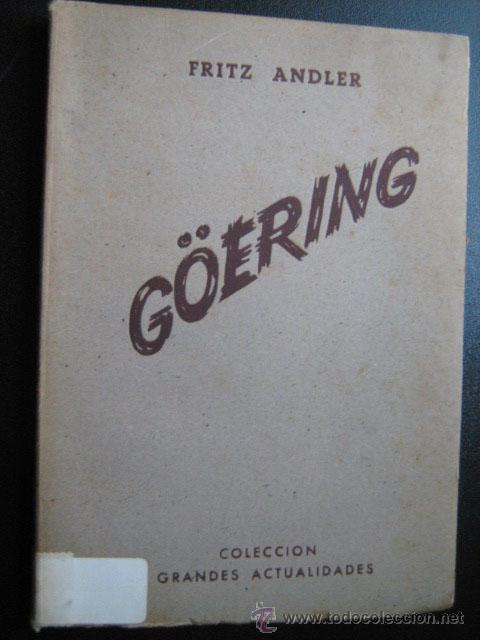 FRITZ ANDLER
GÖERING
COLECCION
GRANDES ACTUALIDADES
www.todocoleccion.net